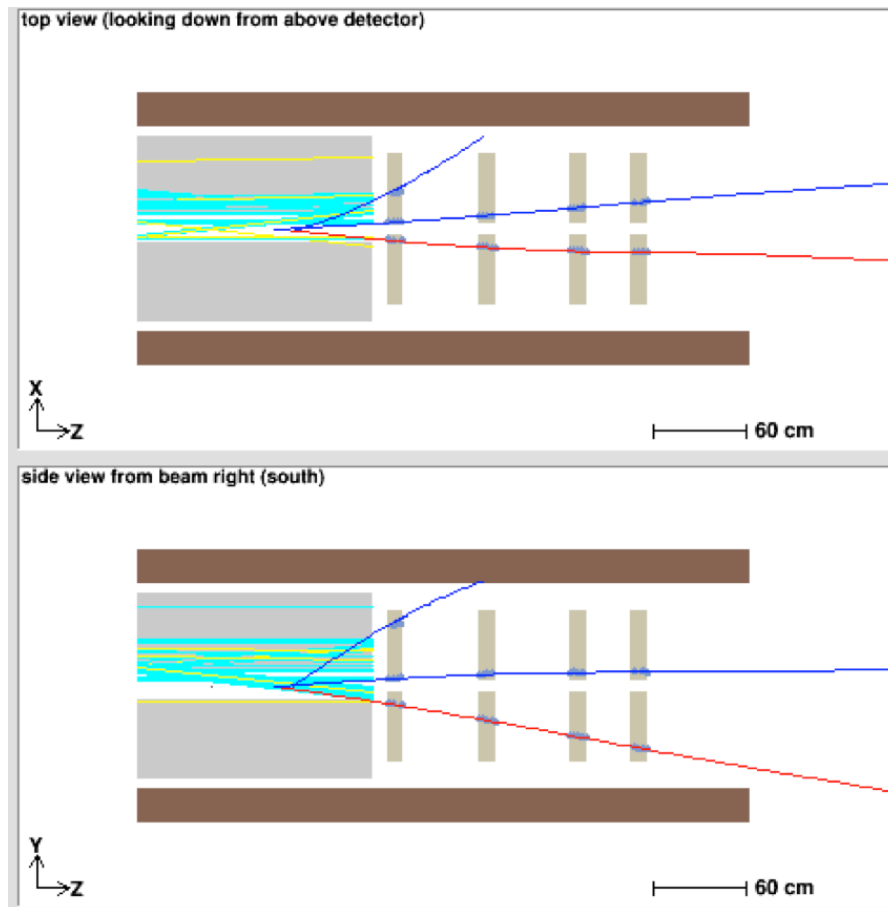 top view (looking down from above detector)
X
Z
60 cm
side view from beam right (south)
Y
Z
60 cm